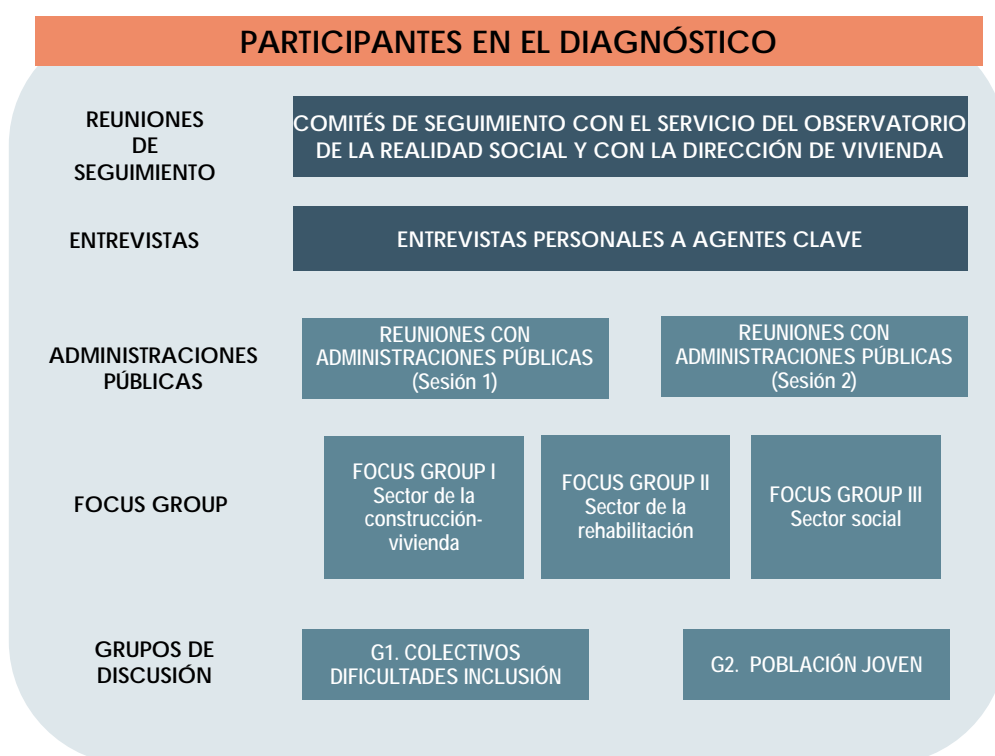 PARTICIPANTES EN EL DIAGNÓSTICO
REUNIONES
DE
SEGUIMIENTO
COMITÉS DE SEGUIMIENTO CON EL SERVICIO DEL OBSERVATORIO
DE LA REALIDAD SOCIAL Y CON LA DIRECCIÓN DE VIVIENDA
ENTREVISTAS
ENTREVISTAS PERSONALES A AGENTES CLAVE
ADMINISTRACIONES
PÚBLICAS
REUNIONES CON
ADMINISTRACIONES PÚBLICAS
(Sesión 1)
REUNIONES CON
ADMINISTRACIONES PÚBLICAS
(Sesión 2)
FOCUS GROUP
FOCUS GROUP I
Sector de la
construcción-
vivienda
FOCUS GROUP II
Sector de la
rehabilitación
FOCUS GROUP III
Sector social
GRUPOS DE
DISCUSIÓN
G1. COLECTIVOS
DIFICULTADES INCLUSIÓN
G2. POBLACIÓN JOVEN